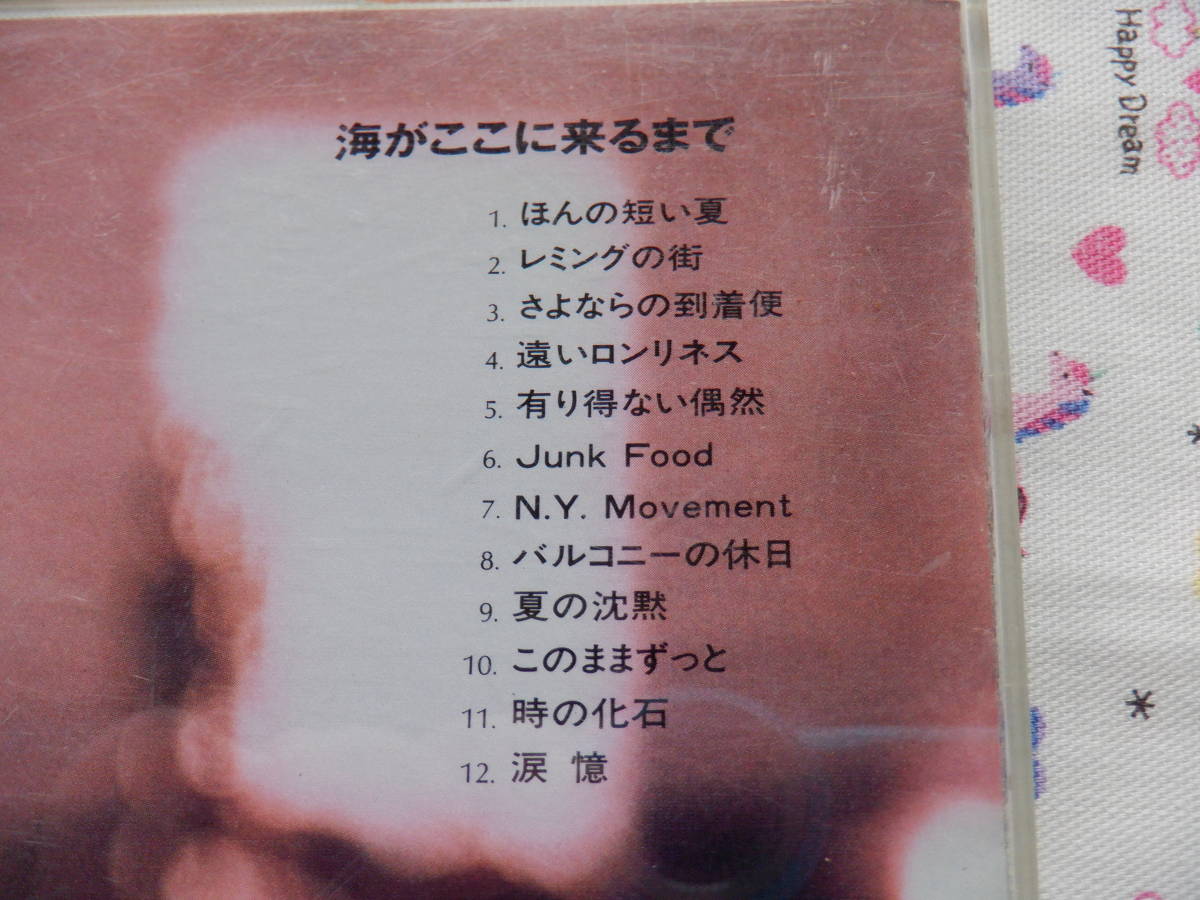 海がここに来るまで
1. ほんの短い夏
2. レミングの街
3. さよならの到着便
4. 遠いロンリネス
5. 有り得ない偶然
6. Junk Food
7. N.Y. Movement
8. バルコニーの休日
9. 夏の沈黙
10. このままずっと
11. 時の化石
12. 涙 憶
Happy Dream